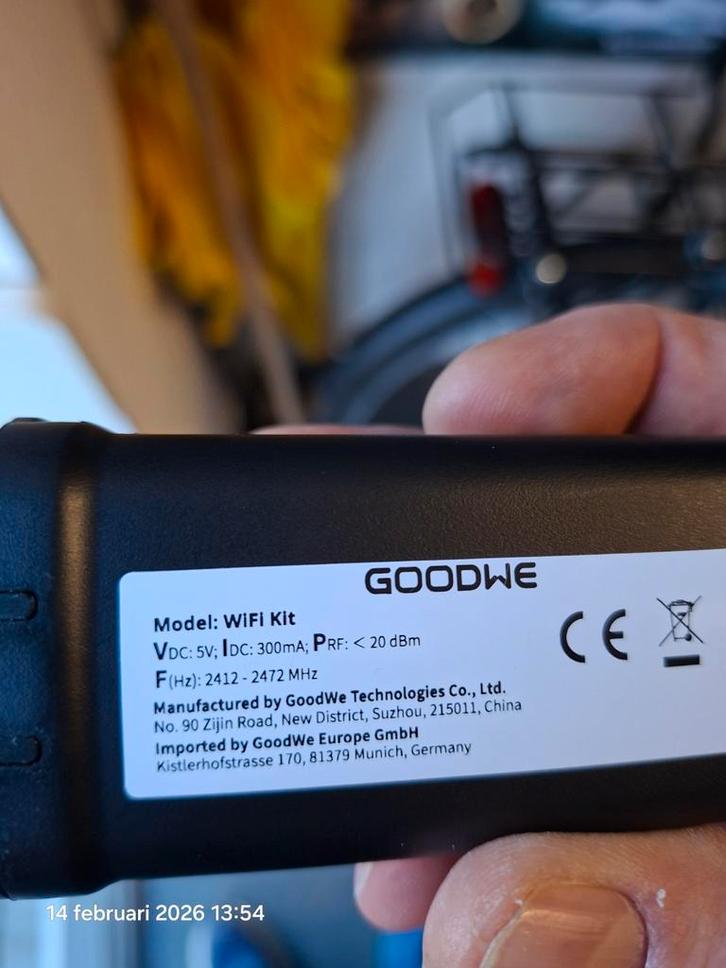 GOODWE
Model: WiFi Kit
VDC: 5V; IDC: 300mA; PRF: < 20 dBm
F(Hz): 2412 - 2472 MHz
Manufactured by GoodWe Technologies Co., Ltd.
No. 90 Zijin Road, New District, Suzhou, 215011, China
Imported by GoodWe Europe GmbH
Kistlerhofstrasse 170, 81379 Munich, Germany
CE
14 februari 2026 13:54